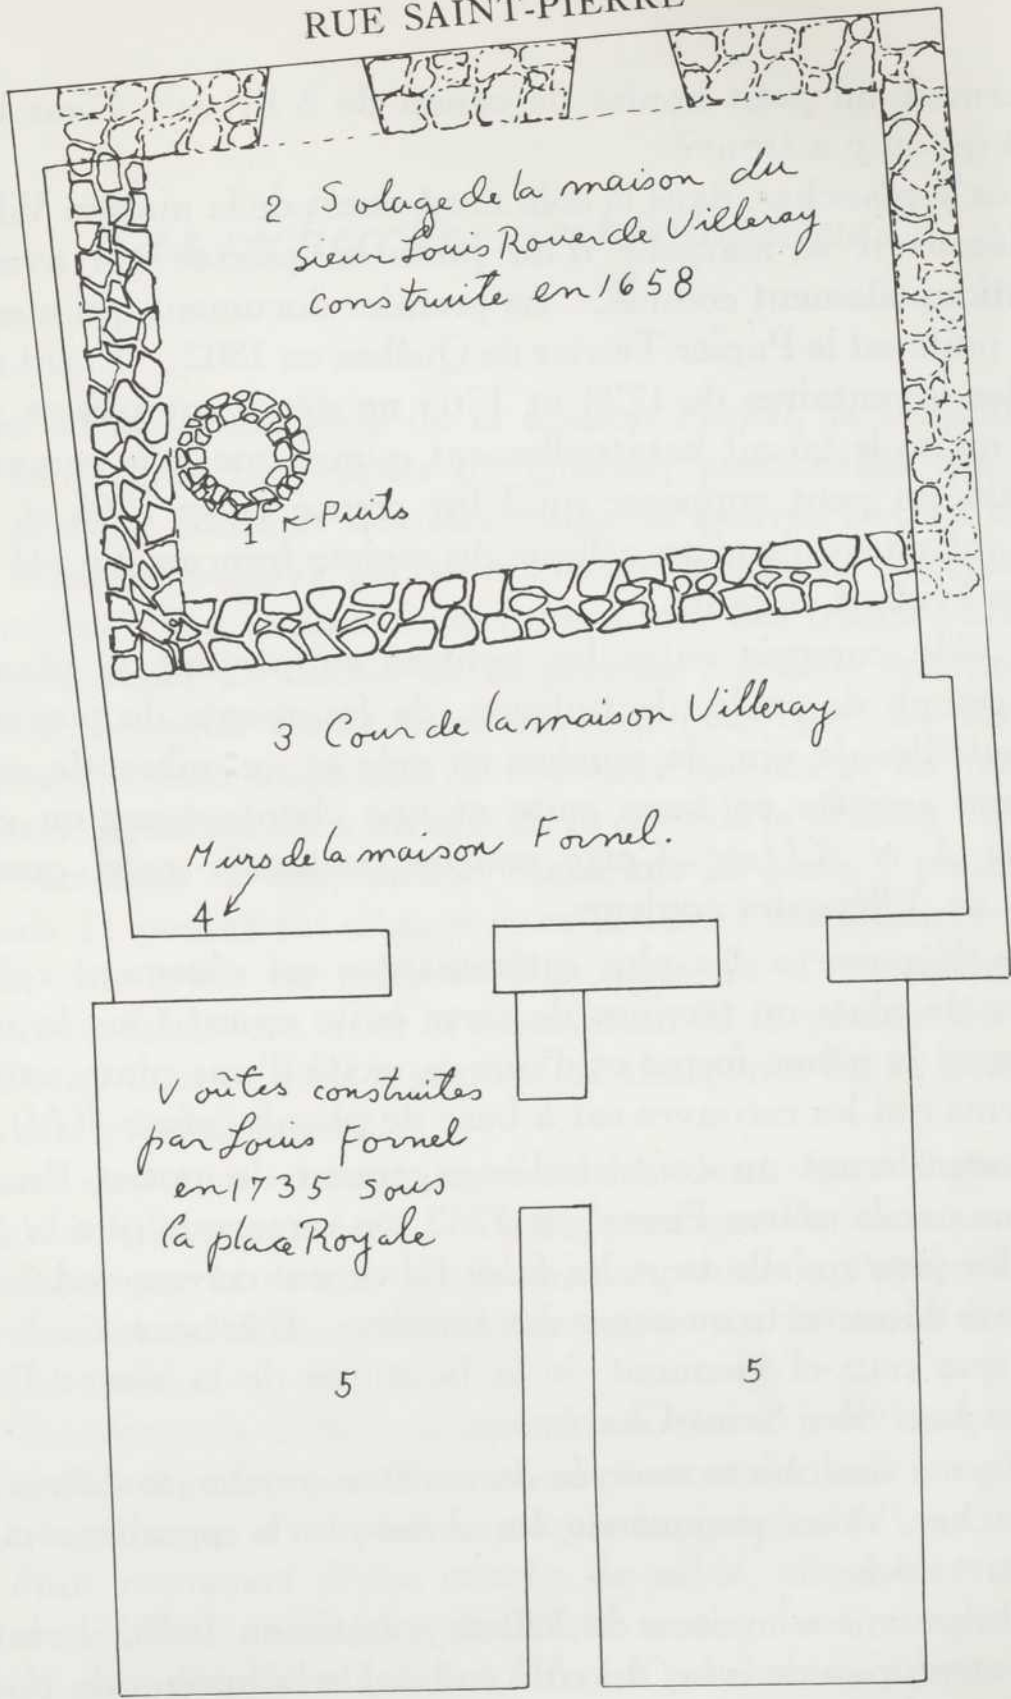 RUE SAINT-PIERRE
2 Solage de la maison du
sieur Louis Rouer de Villeray
construite en 1658
1 ← Puits
3 Cour de la maison Villeray
Murs de la maison Fornel.
4
Voûtes construites
par Louis Fornel
en 1735 sous
la place Royale
5 5